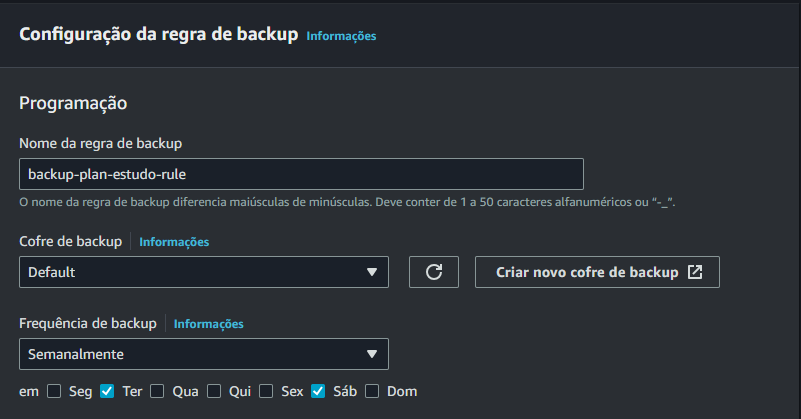 Configuração da regra de backup Informações
Programação
Nome da regra de backup
backup-plan-estudo-rule
O nome da regra de backup diferencia maiúsculas de minúsculas. Deve conter de 1 a 50 caracteres alfanuméricos ou “-_”.
Cofre de backup Informações
Default Criar novo cofre de backup
Frequência de backup Informações
Semanalmente
em Seg Ter Qua Qui Sex Sáb Dom